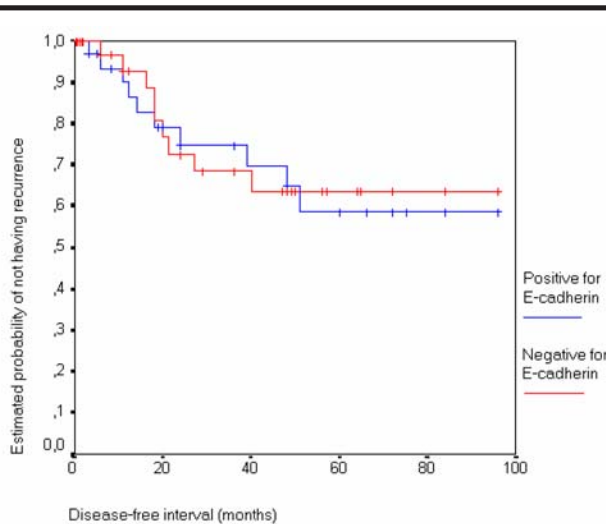 Estimated probability of not having recurrence
1,0
,9
,8
,7
,6
,5
,4
,3
,2
,1
0,0
0 20 40 60 80 100
Disease-free interval (months)
Positive for
E-cadherin
Negative for
E-cadherin